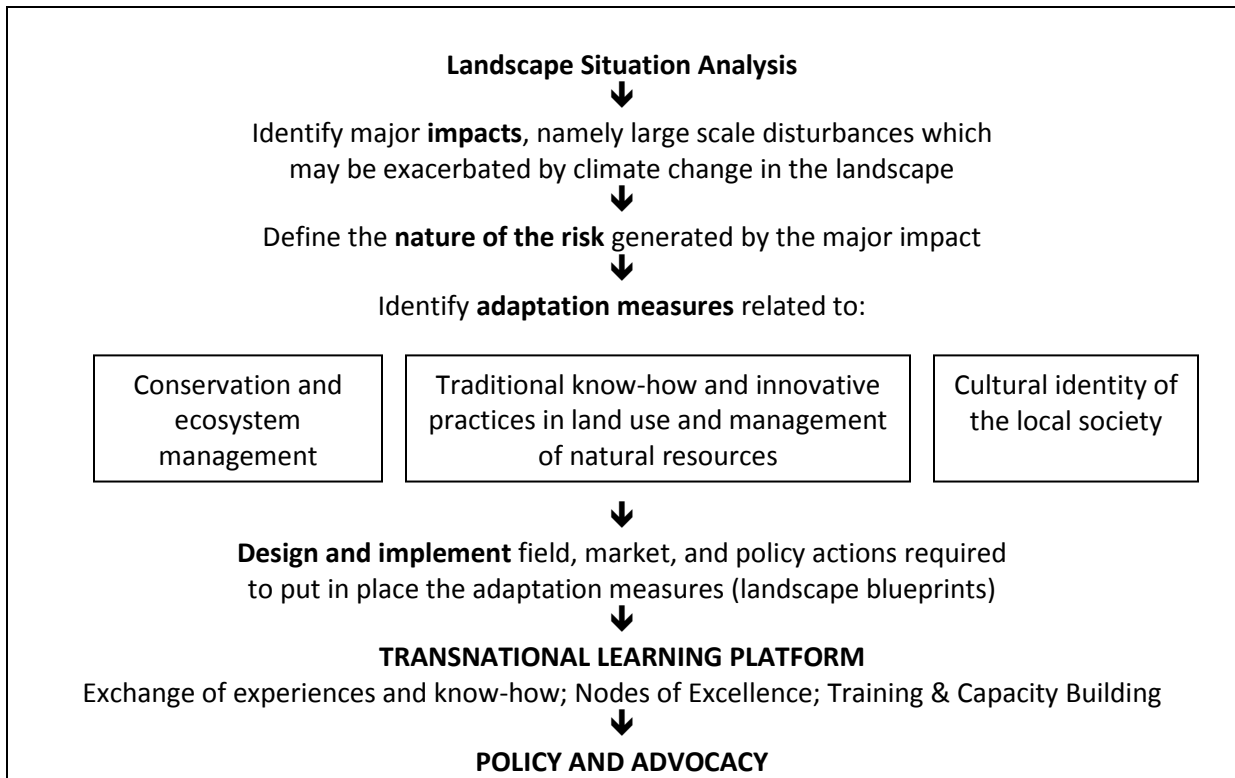 Landscape Situation Analysis
Identify major impacts, namely large scale disturbances which
may be exacerbated by climate change in the landscape
Define the nature of the risk generated by the major impact
Identify adaptation measures related to:
Conservation and
ecosystem
management
Traditional know-how and innovative
practices in land use and management
of natural resources
Cultural identity of
the local society
Design and implement field, market, and policy actions required
to put in place the adaptation measures (landscape blueprints)
TRANSNATIONAL LEARNING PLATFORM
Exchange of experiences and know-how; Nodes of Excellence; Training & Capacity Building
POLICY AND ADVOCACY